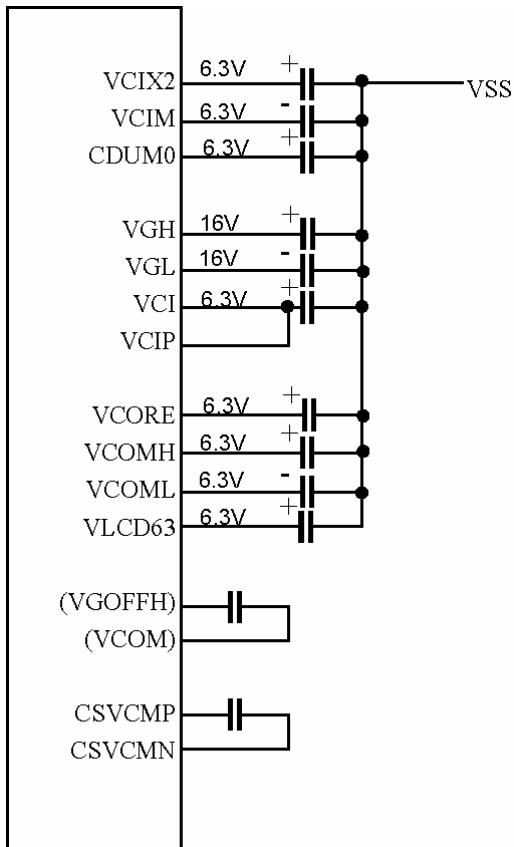 VCIX2 6.3V + VSS
VCIM 6.3V -
CDUM0 6.3V +
VGH 16V +
VGL 16V -
VCI 6.3V +
VCIP
VCORE 6.3V +
VCOMH 6.3V +
VCOML 6.3V -
VLCD63 6.3V +
(VGOFFH)
(VCOM)
CSVCMP
CSVCMN